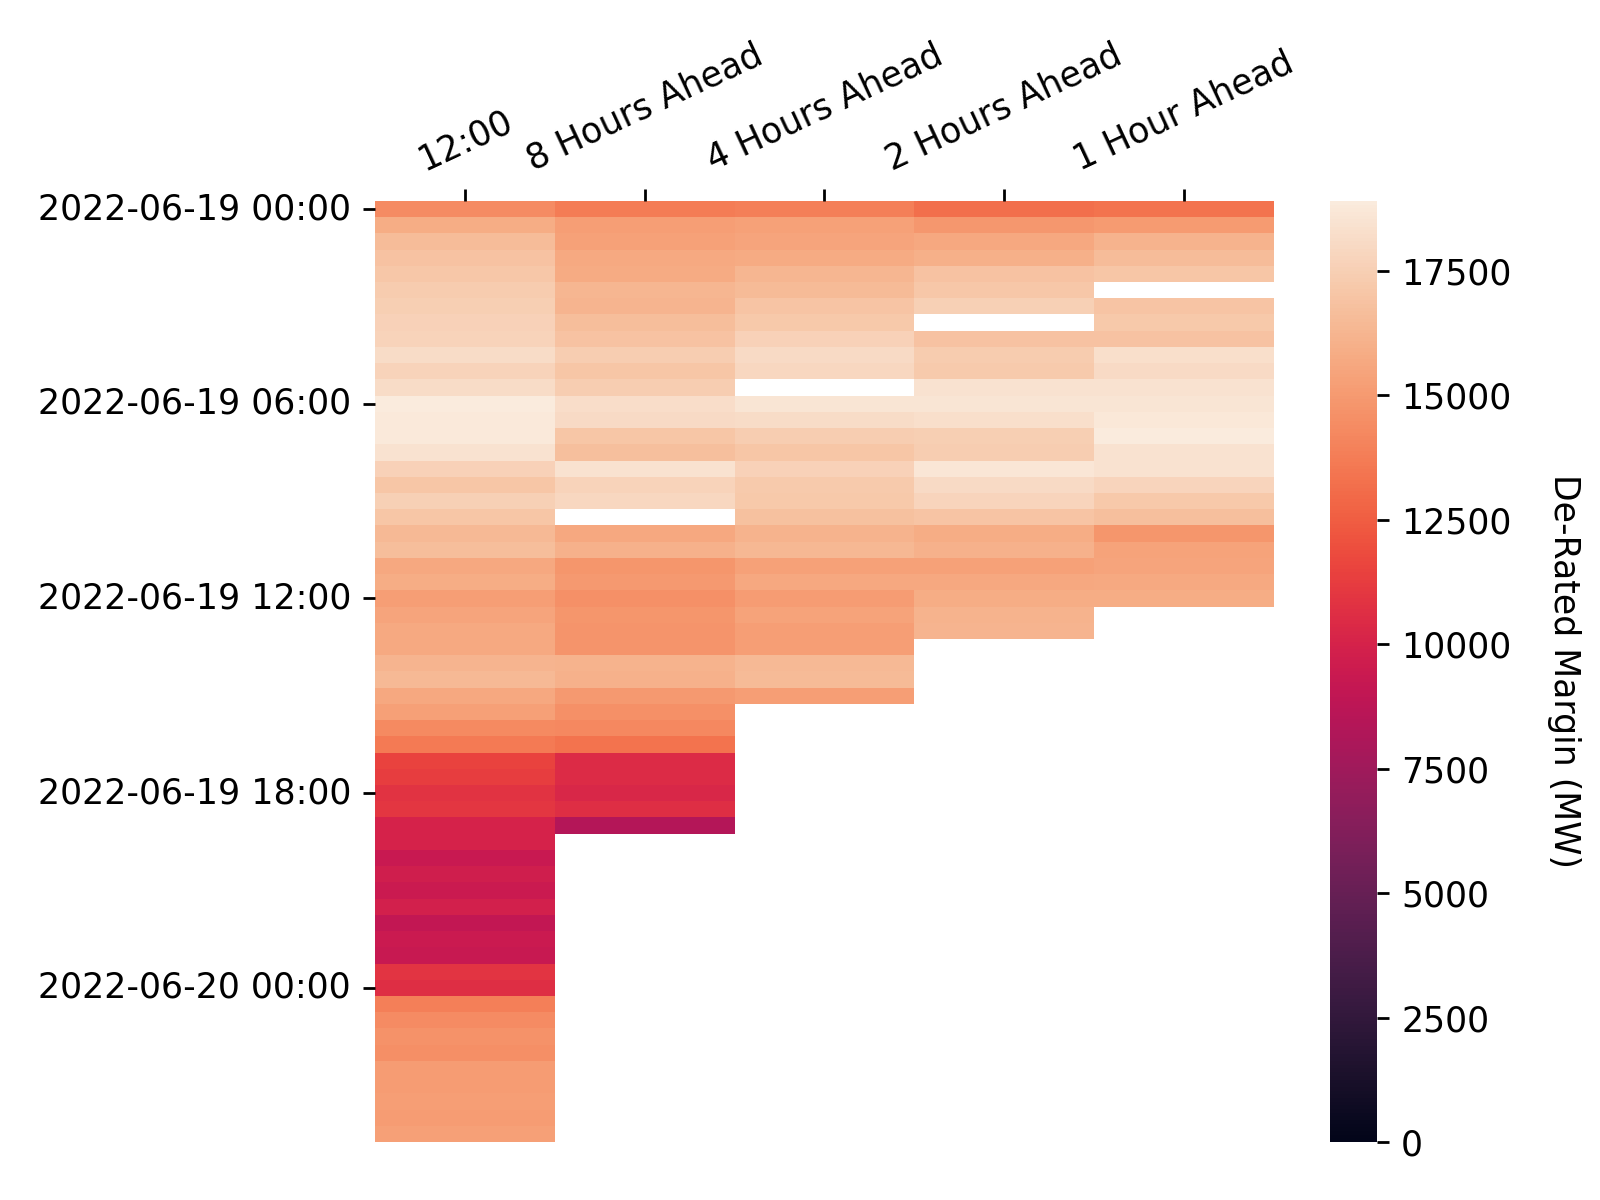 12:00
8 Hours Ahead
4 Hours Ahead
2 Hours Ahead
1 Hour Ahead
2022-06-19 00:00
2022-06-19 06:00
2022-06-19 12:00
2022-06-19 18:00
2022-06-20 00:00
17500
15000
12500
10000
7500
5000
2500
0
De-Rated Margin (MW)